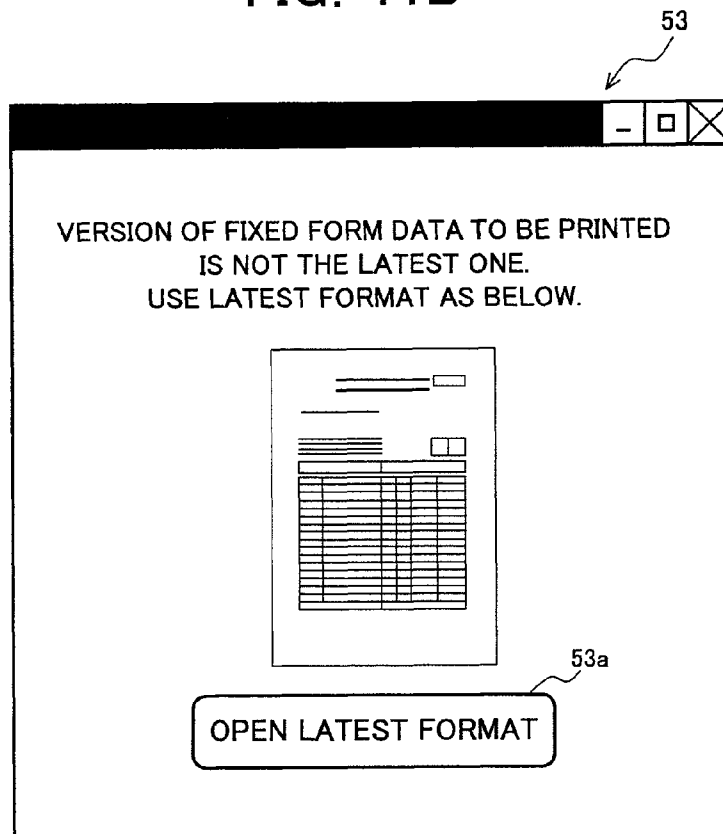 53
VERSION OF FIXED FORM DATA TO BE PRINTED
IS NOT THE LATEST ONE.
USE LATEST FORMAT AS BELOW.
53a
OPEN LATEST FORMAT